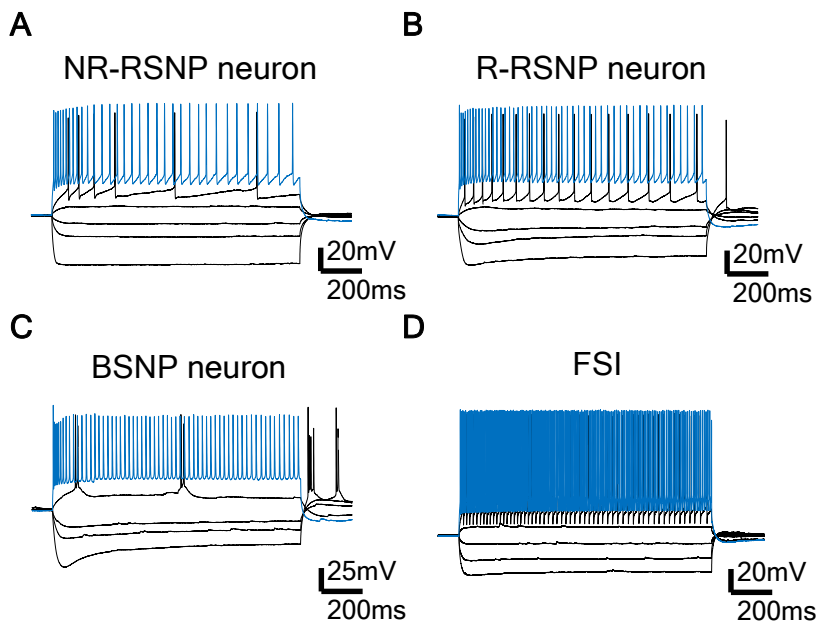 A
NR-RSNP neuron
20mV
200ms
B
R-RSNP neuron
20mV
200ms
C
BSNP neuron
25mV
200ms
D
FSI
20mV
200ms